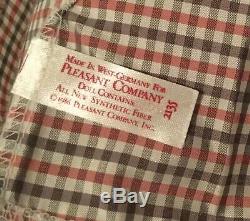 MADE IN WEST-GERMANY FOR
PLEASANT COMPANY
DOLL CONTAINS:
ALL NEW SYNTHETIC FIBER
©1986 PLEASANT COMPANY, INC.
2135